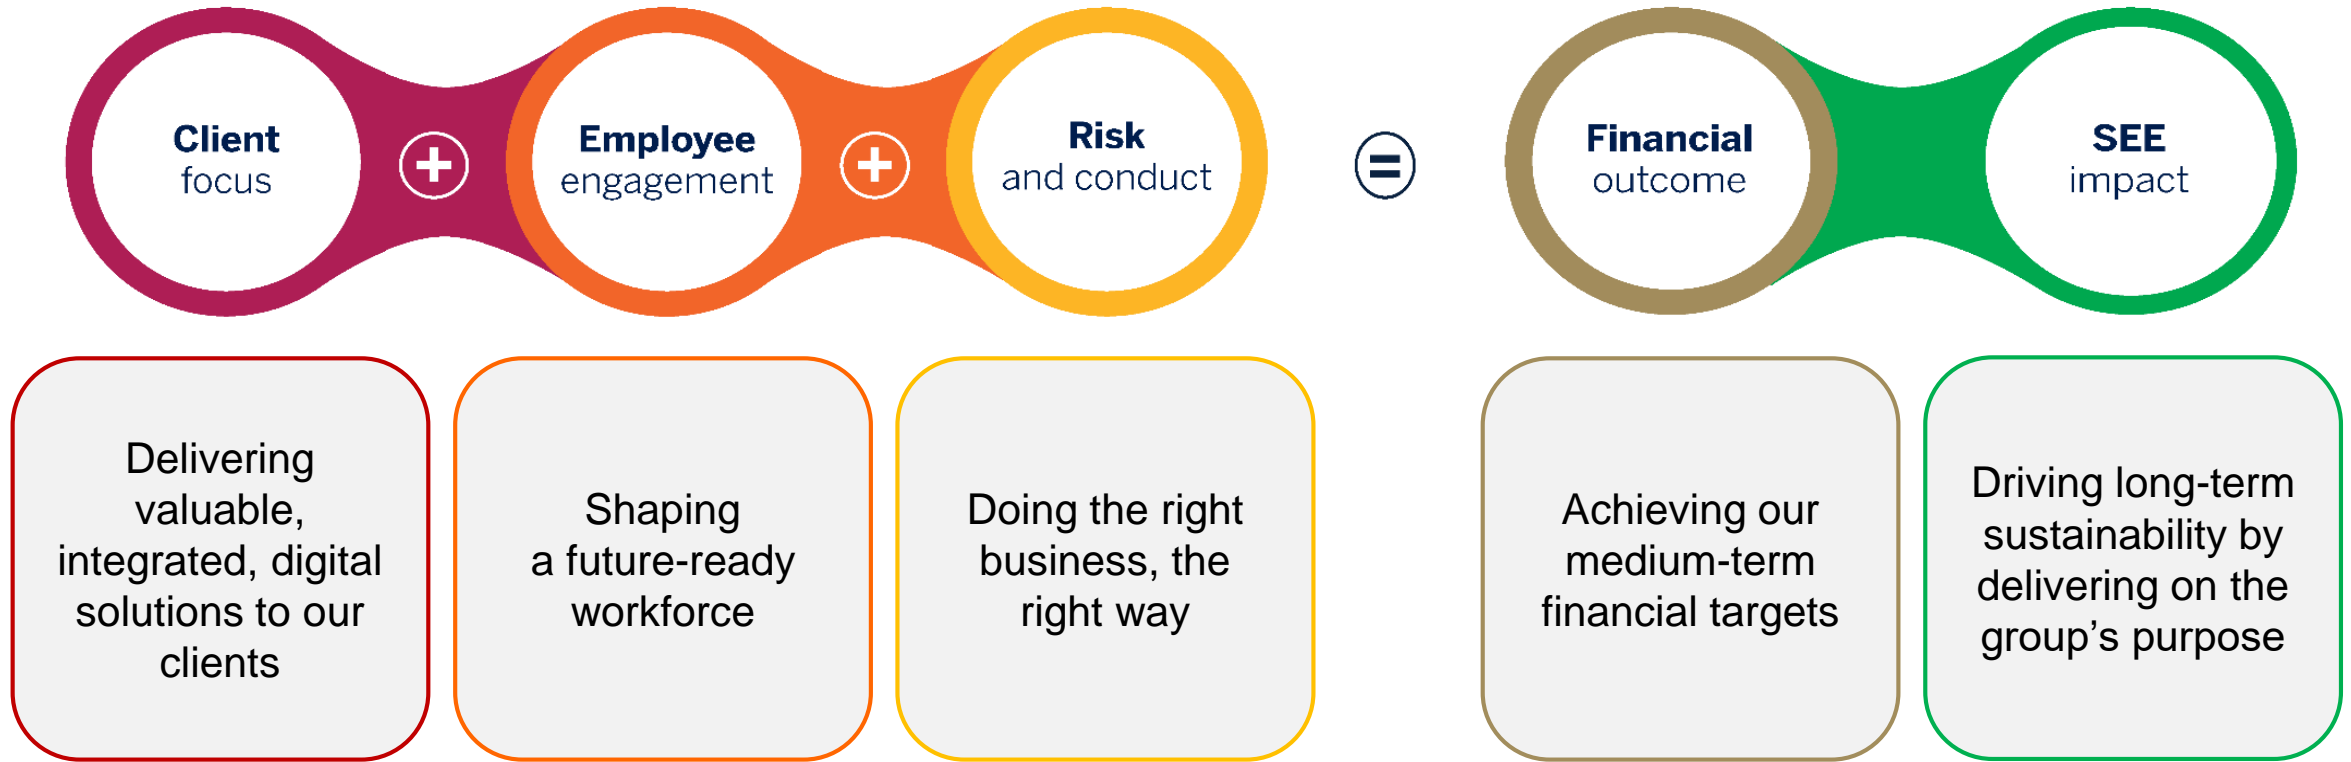 Client
focus
+
Employee
engagement
+
Risk
and conduct
=
Financial
outcome
SEE
impact
Delivering
valuable,
integrated, digital
solutions to our
clients
Shaping
a future-ready
workforce
Doing the right
business, the
right way
Achieving our
medium-term
financial targets
Driving long-term
sustainability by
delivering on the
group’s purpose